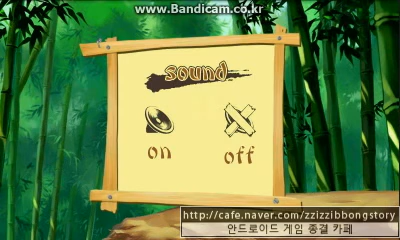 www.Bandicam.co.kr
sound
on off
http://cafe.naver.com/zzizzibbongstory
안드로이드 게임 종결 카페